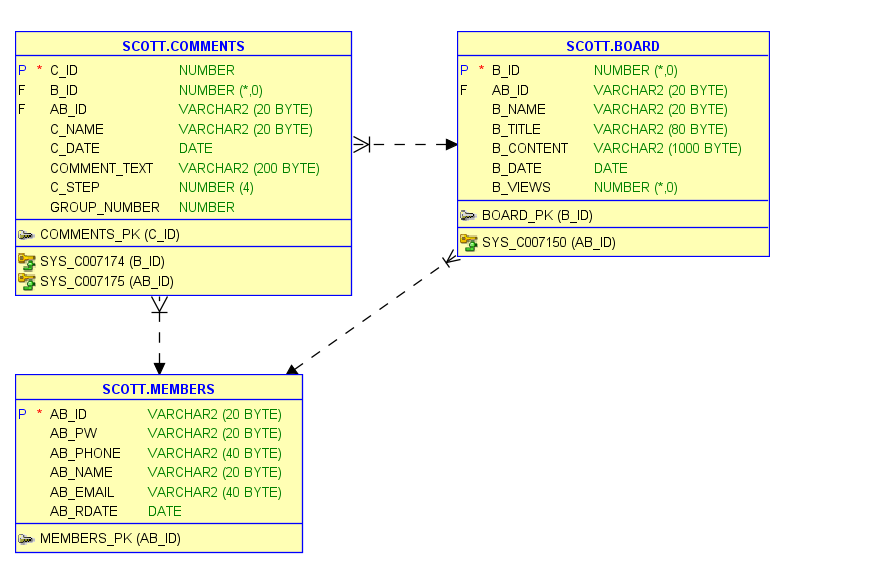 SCOTT.COMMENTS
P * C_ID NUMBER
F B_ID NUMBER (*,0)
F AB_ID VARCHAR2 (20 BYTE)
C_NAME VARCHAR2 (20 BYTE)
C_DATE DATE
COMMENT_TEXT VARCHAR2 (200 BYTE)
C_STEP NUMBER (4)
GROUP_NUMBER NUMBER
COMMENTS_PK (C_ID)
SYS_C007174 (B_ID)
SYS_C007175 (AB_ID)
SCOTT.BOARD
P * B_ID NUMBER (*,0)
F AB_ID VARCHAR2 (20 BYTE)
B_NAME VARCHAR2 (20 BYTE)
B_TITLE VARCHAR2 (80 BYTE)
B_CONTENT VARCHAR2 (1000 BYTE)
B_DATE DATE
B_VIEWS NUMBER (*,0)
BOARD_PK (B_ID)
SYS_C007150 (AB_ID)
SCOTT.MEMBERS
P * AB_ID VARCHAR2 (20 BYTE)
AB_PW VARCHAR2 (20 BYTE)
AB_PHONE VARCHAR2 (40 BYTE)
AB_NAME VARCHAR2 (20 BYTE)
AB_EMAIL VARCHAR2 (40 BYTE)
AB_RDATE DATE
MEMBERS_PK (AB_ID)